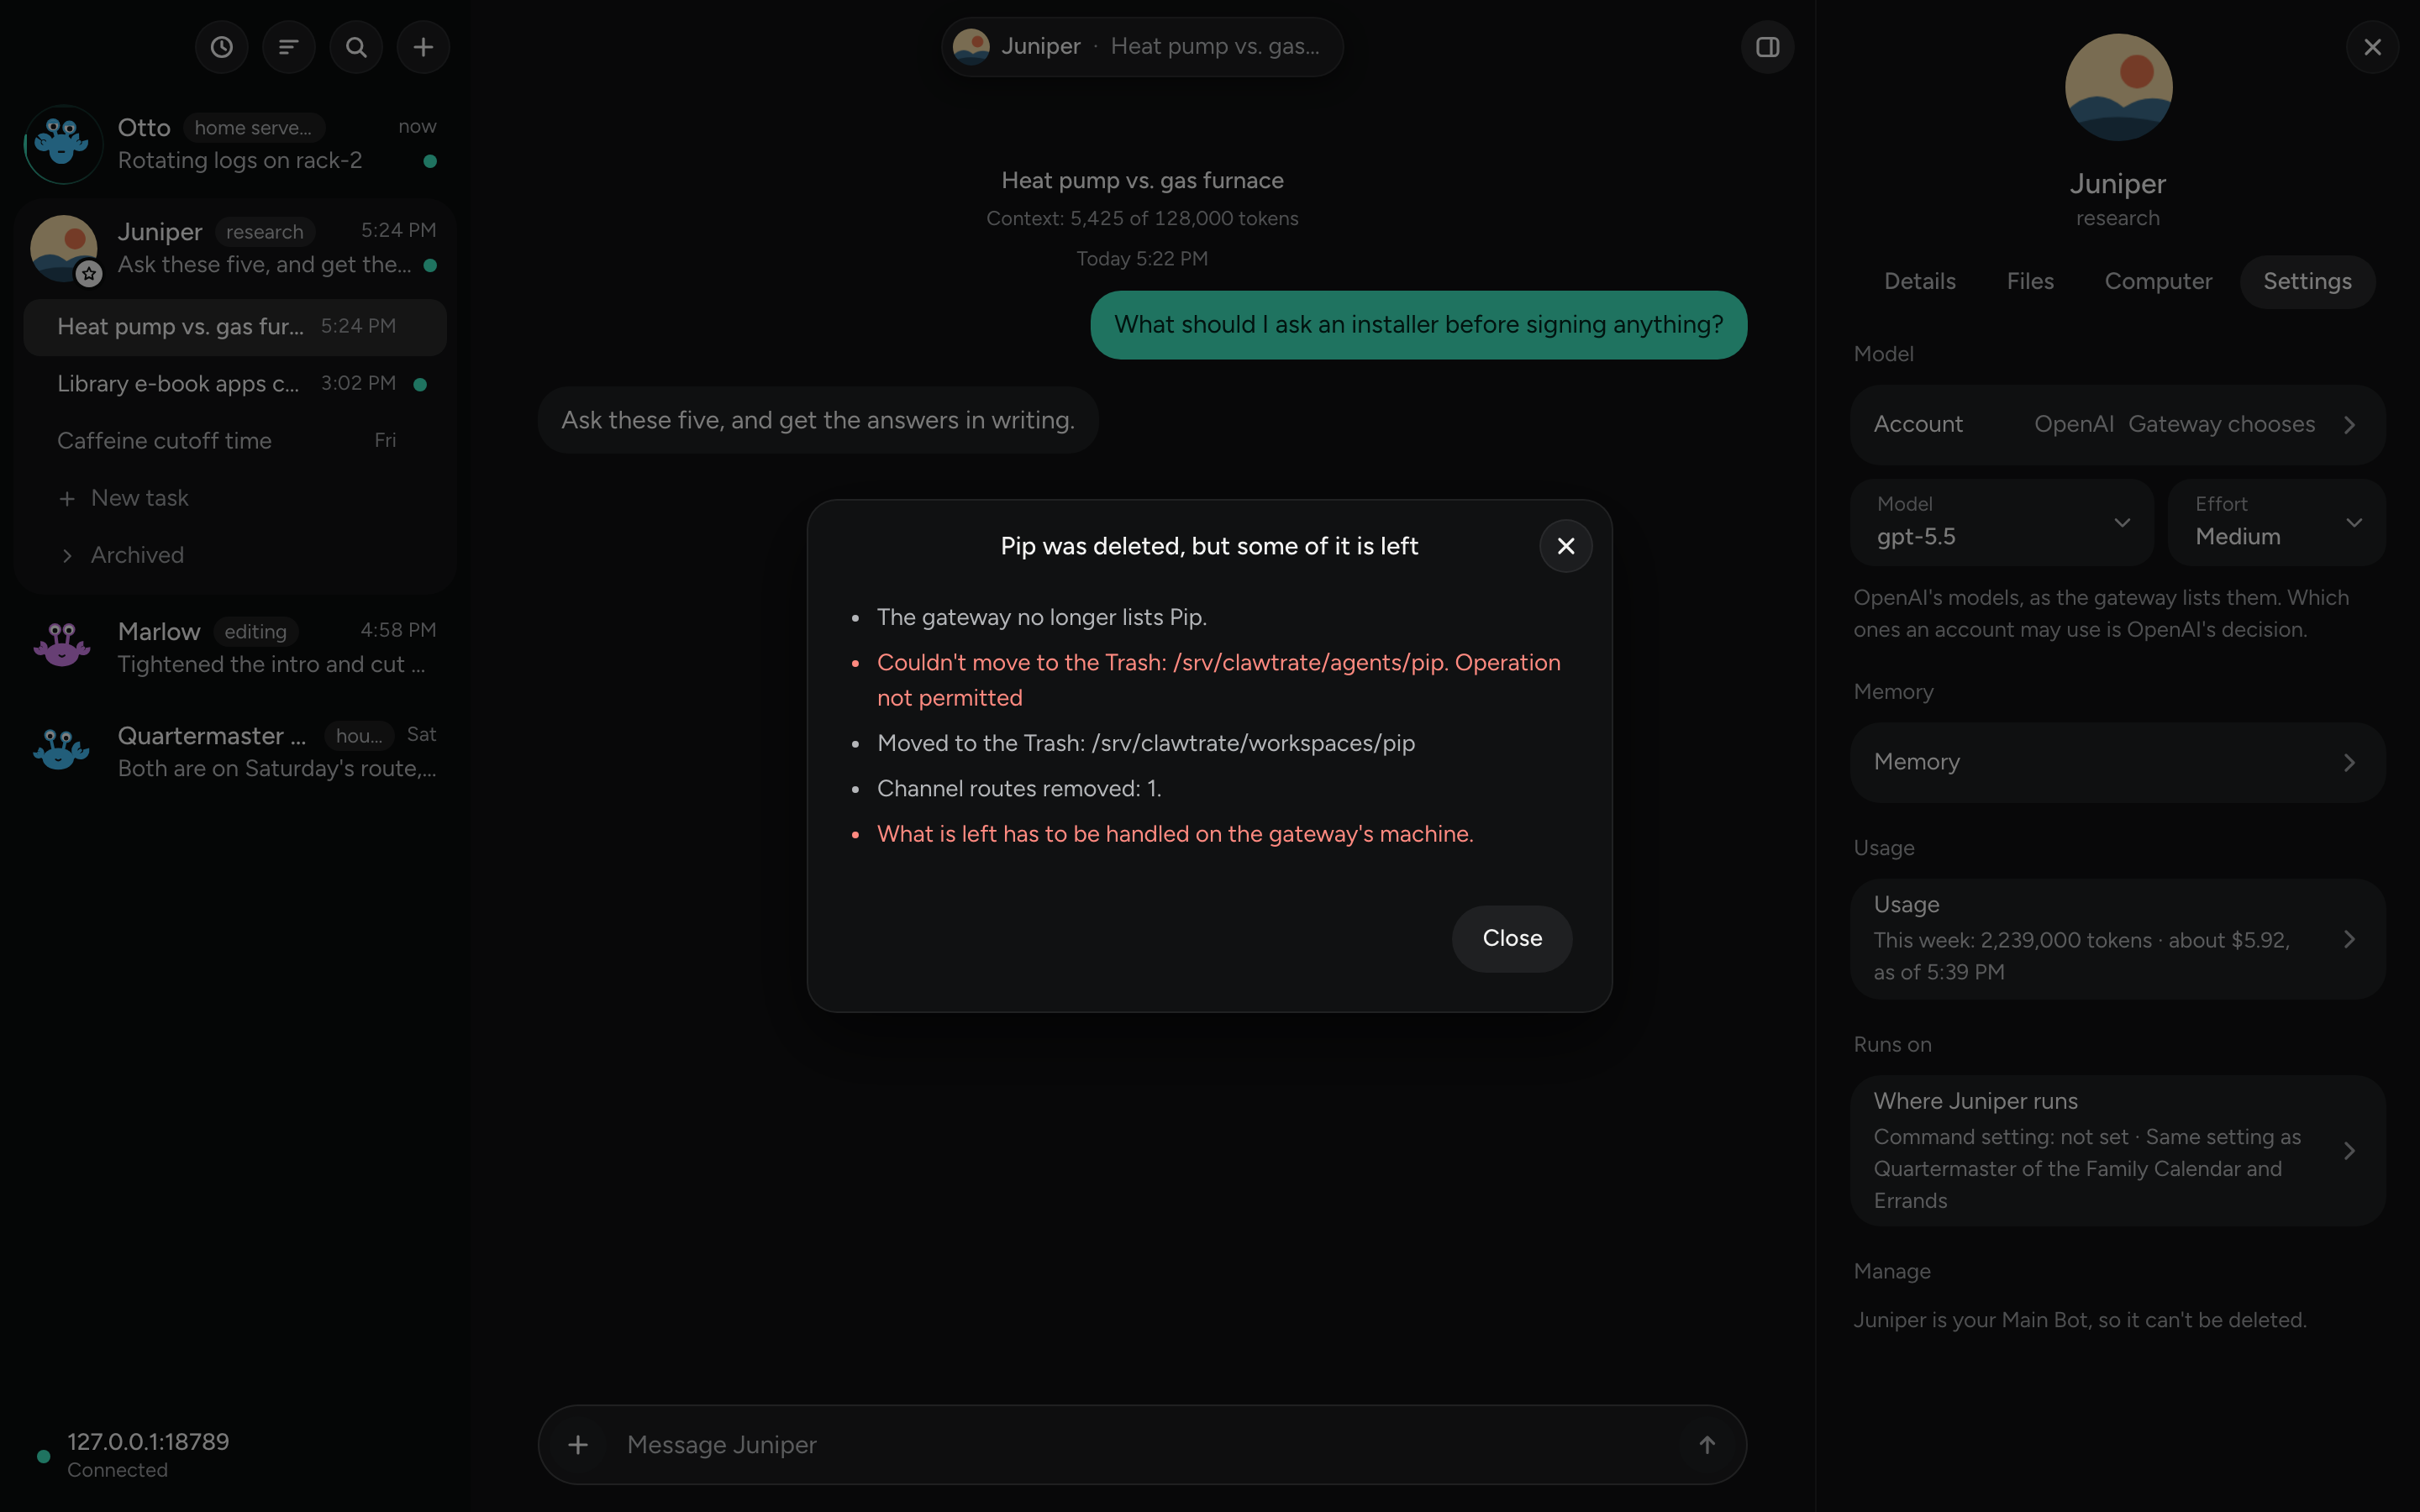 Otto home serve... now
Rotating logs on rack-2
Juniper research 5:24 PM
Ask these five, and get the...
Heat pump vs. gas fur... 5:24 PM
Library e-book apps c... 3:02 PM
Caffeine cutoff time Fri
New task
Archived
Marlow editing 4:58 PM
Tightened the intro and cut ...
Quartermaster ... hou... Sat
Both are on Saturday's route,...
127.0.0.1:18789
Connected
Juniper · Heat pump vs. gas...
Heat pump vs. gas furnace
Context: 5,425 of 128,000 tokens
Today 5:22 PM
What should I ask an installer before signing anything?
Ask these five, and get the answers in writing.
Pip was deleted, but some of it is left
• The gateway no longer lists Pip.
• Couldn't move to the Trash: /srv/clawtrate/agents/pip. Operation
not permitted
• Moved to the Trash: /srv/clawtrate/workspaces/pip
• Channel routes removed: 1.
• What is left has to be handled on the gateway's machine.
Close
Message Juniper
Juniper
research
Details Files Computer Settings
Model
Account OpenAI Gateway chooses
Model
gpt-5.5
Effort
Medium
OpenAI's models, as the gateway lists them. Which
ones an account may use is OpenAI's decision.
Memory
Memory
Usage
Usage
This week: 2,239,000 tokens · about $5.92,
as of 5:39 PM
Runs on
Where Juniper runs
Command setting: not set · Same setting as
Quartermaster of the Family Calendar and
Errands
Manage
Juniper is your Main Bot, so it can't be deleted.